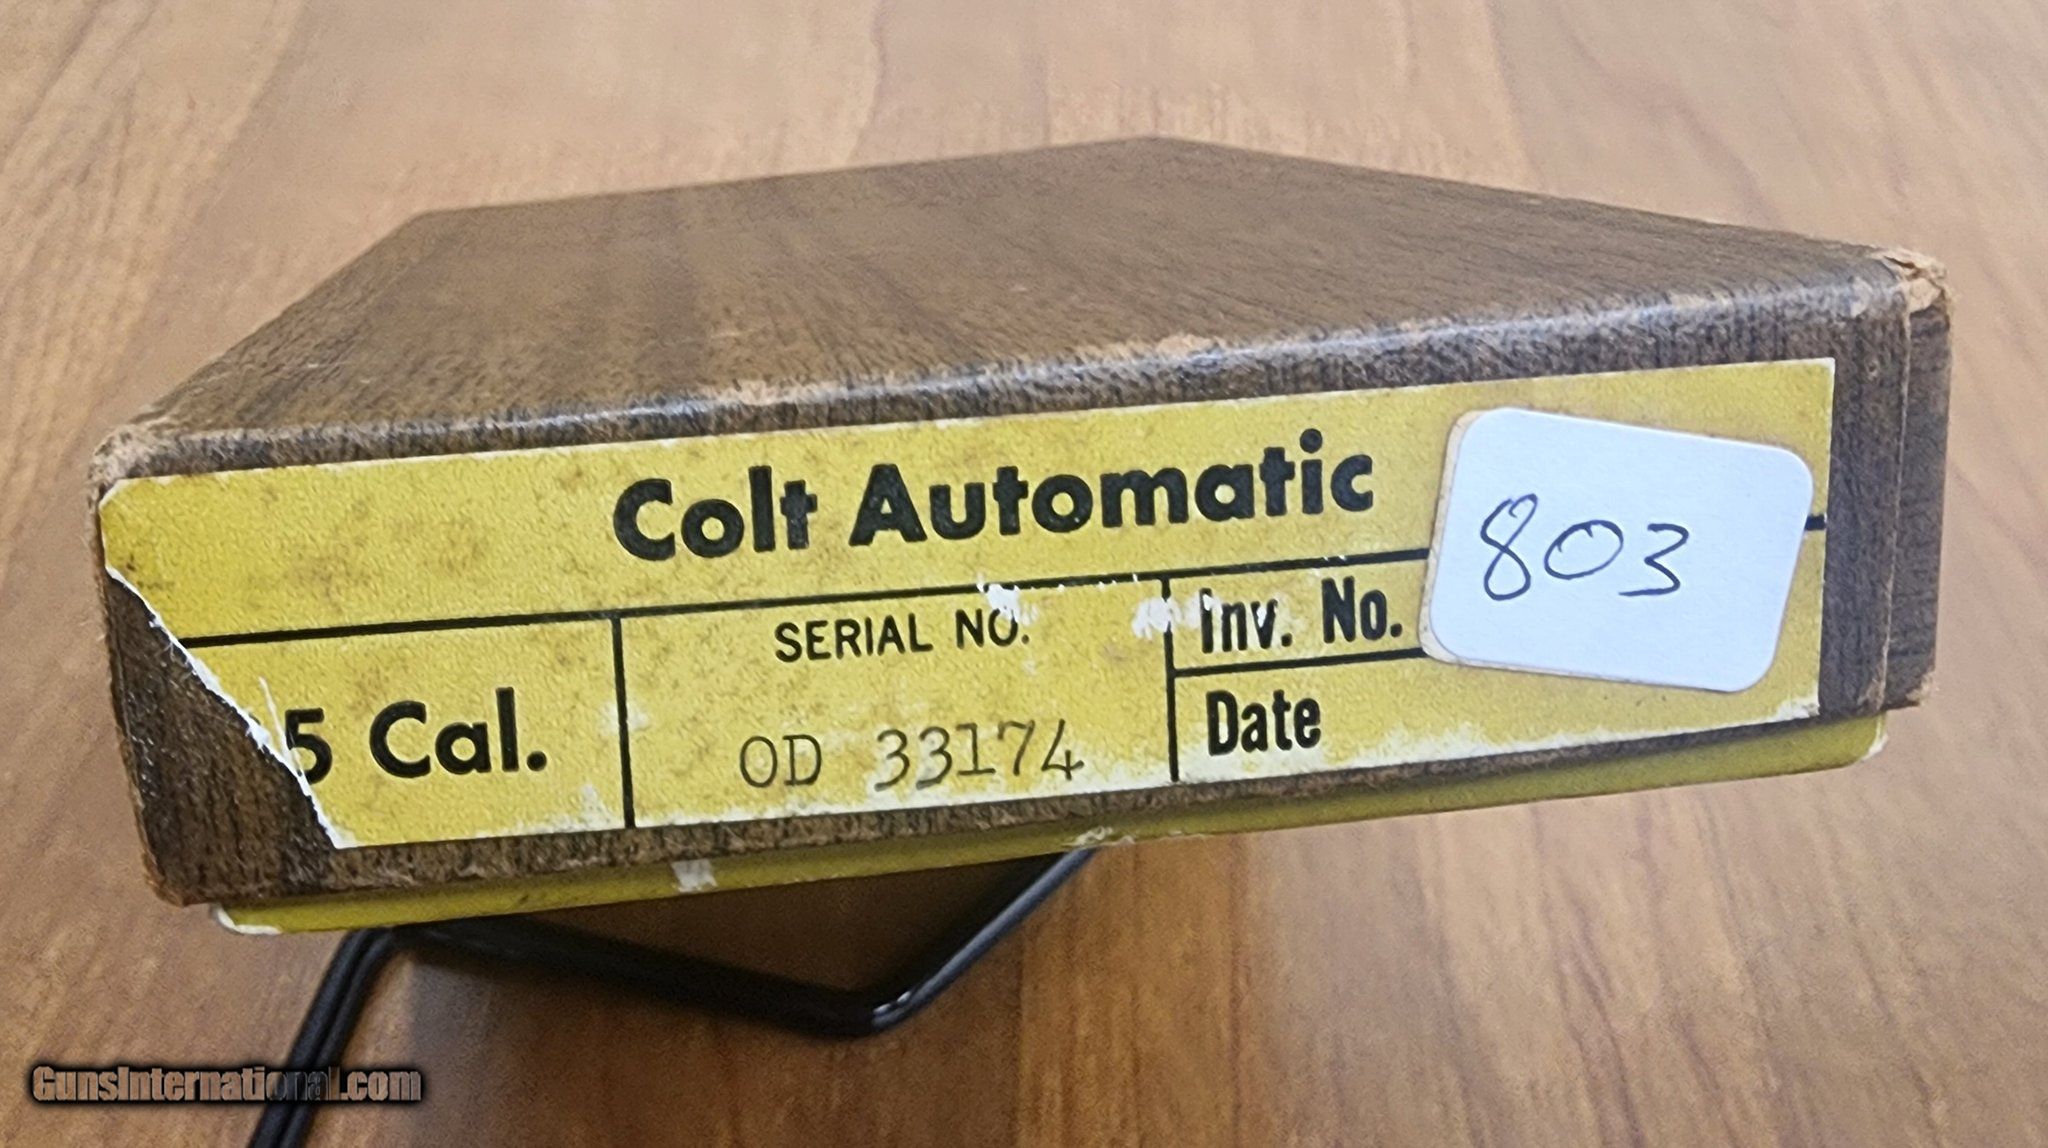 Colt Automatic
803
SERIAL NO.
Inv. No.
5 Cal.
OD 33174
Date
GunsInternational.com